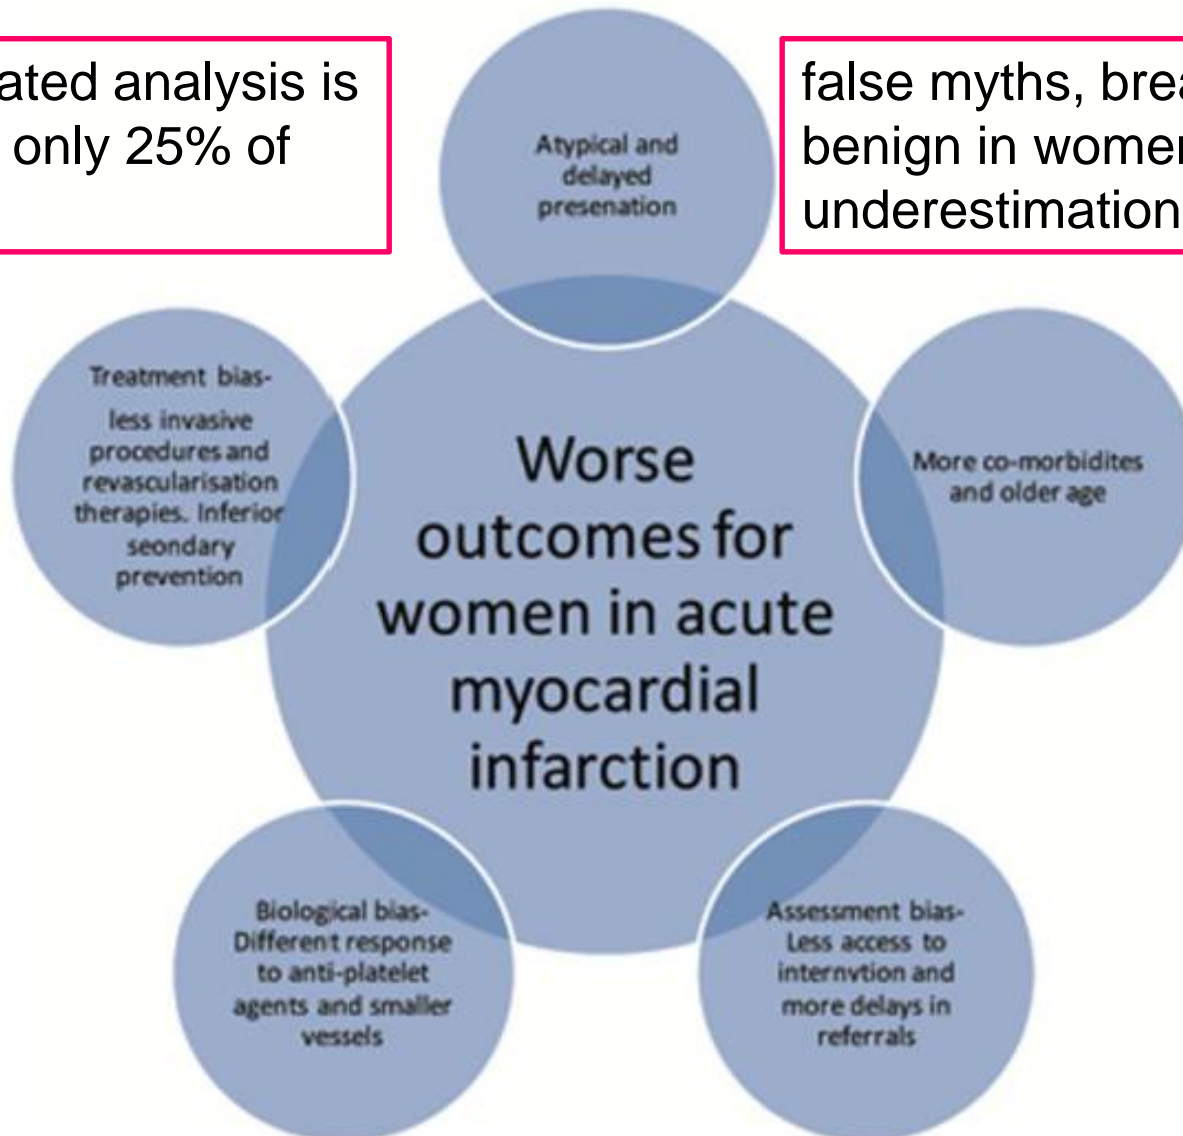 ated analysis is
only 25% of
false myths, brea
benign in women
underestimation
Atypical and
delayed
presenation
Treatment bias-
less invasive
procedures and
revascularisation
therapies. Inferior
seondary
prevention
Worse
outcomes for
women in acute
myocardial
infarction
More co-morbidites
and older age
Biological bias-
Different response
to anti-platelet
agents and smaller
vessels
Assessment bias-
Less access to
internvtion and
more delays in
referrals